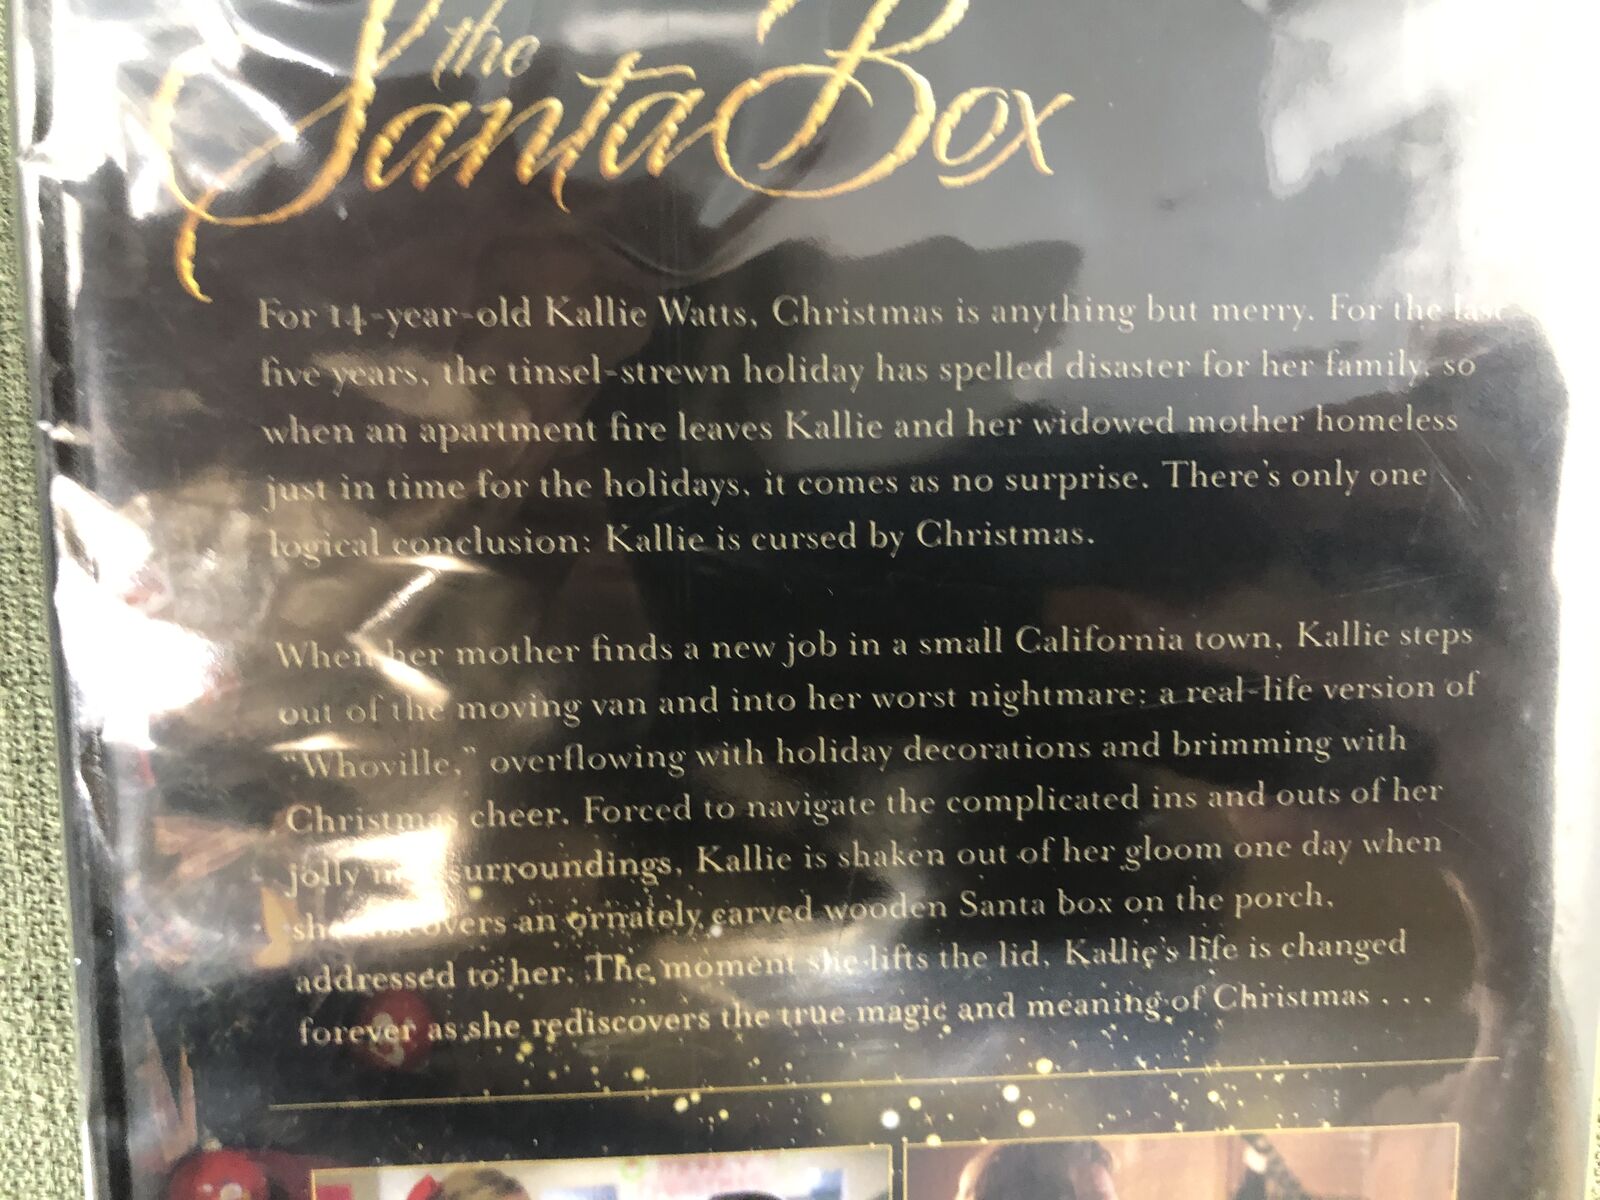 the
Santa Box
For 14-year-old Kallie Watts, Christmas is anything but merry. For the last
five years, the tinsel-strewn holiday has spelled disaster for her family, so
when an apartment fire leaves Kallie and her widowed mother homeless
just in time for the holidays, it comes as no surprise. There's only one
logical conclusion: Kallie is cursed by Christmas.
When her mother finds a new job in a small California town, Kallie steps
out of the moving van and into her worst nightmare: a real-life version of
"Whoville," overflowing with holiday decorations and brimming with
Christmas cheer. Forced to navigate the complicated ins and outs of her
jolly surroundings, Kallie is shaken out of her gloom one day when
she discovers an ornately carved wooden Santa box on the porch,
addressed to her. The moment she lifts the lid, Kallie's life is changed
forever as she rediscovers the true magic and meaning of Christmas . . .